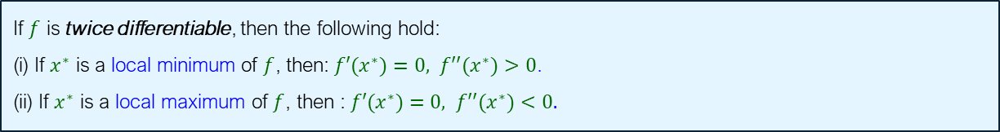 If f is twice differentiable, then the following hold:
(i) If x* is a local minimum of f, then: f′(x*) = 0, f′′(x*) > 0.
(ii) If x* is a local maximum of f, then : f′(x*) = 0, f′′(x*) < 0.